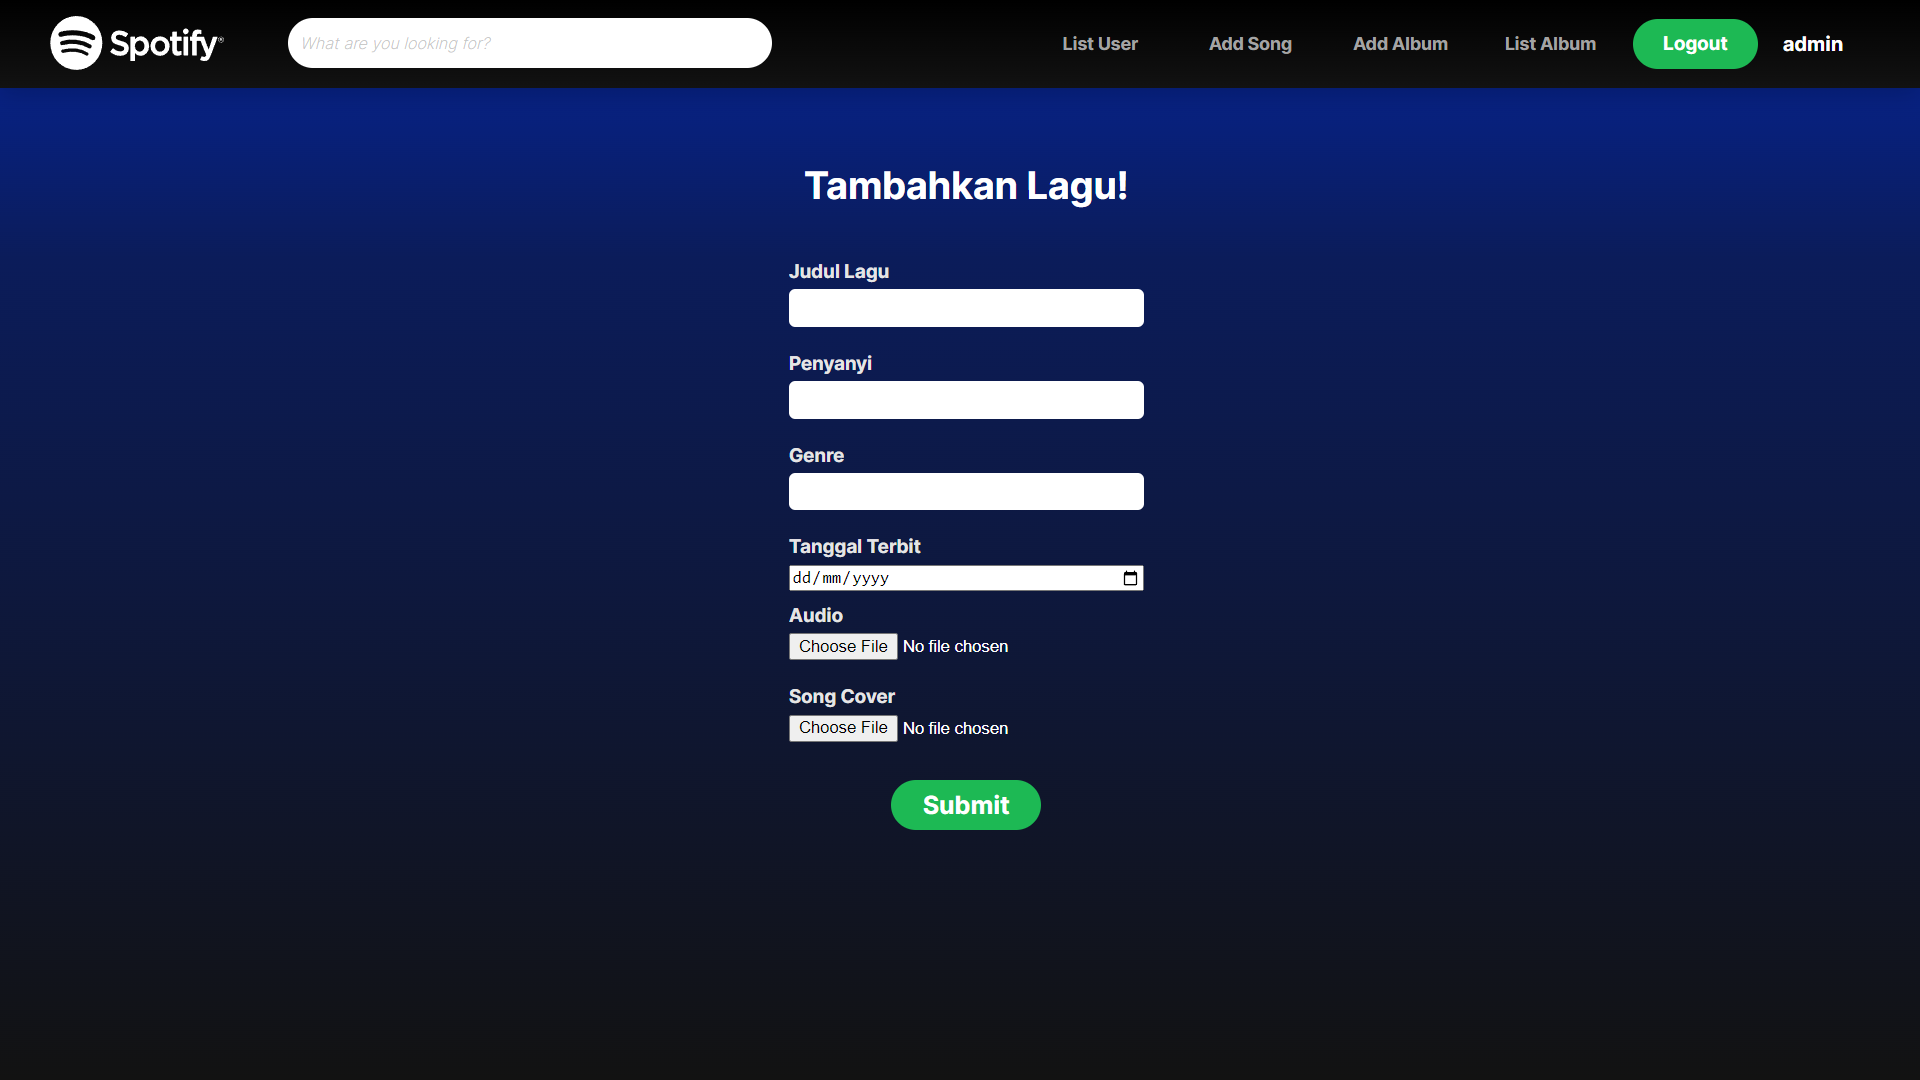 Spotify®
What are you looking for?
List User
Add Song
Add Album
List Album
Logout
admin
Tambahkan Lagu!
Judul Lagu
Penyanyi
Genre
Tanggal Terbit
dd/mm/yyyy
Audio
Choose File No file chosen
Song Cover
Choose File No file chosen
Submit